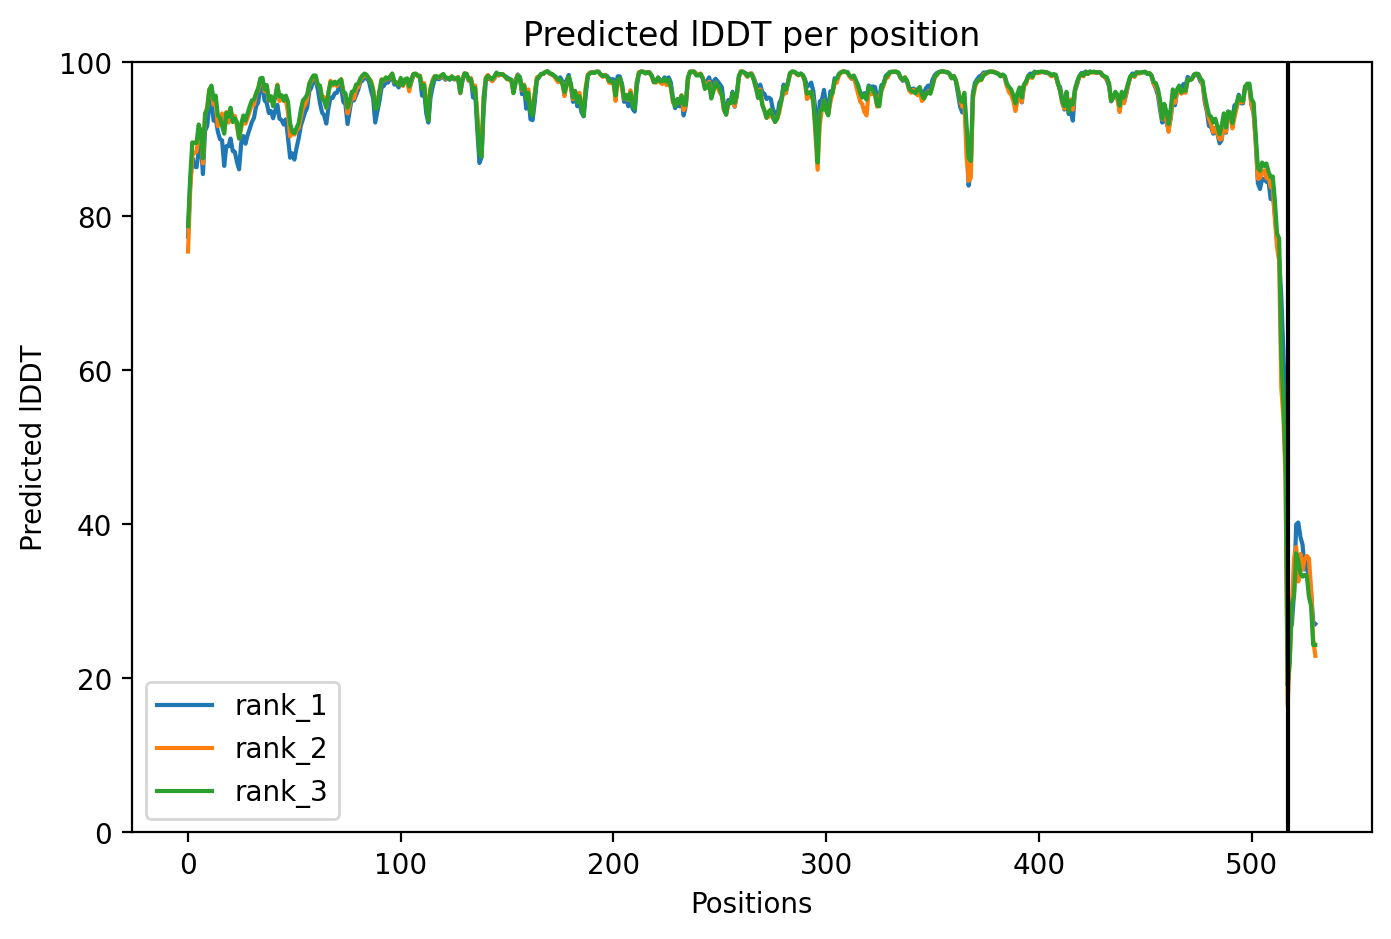 Predicted lDDT per position
Predicted lDDT
100
80
60
40
20
0
rank_1
rank_2
rank_3
0 100 200 300 400 500
Positions